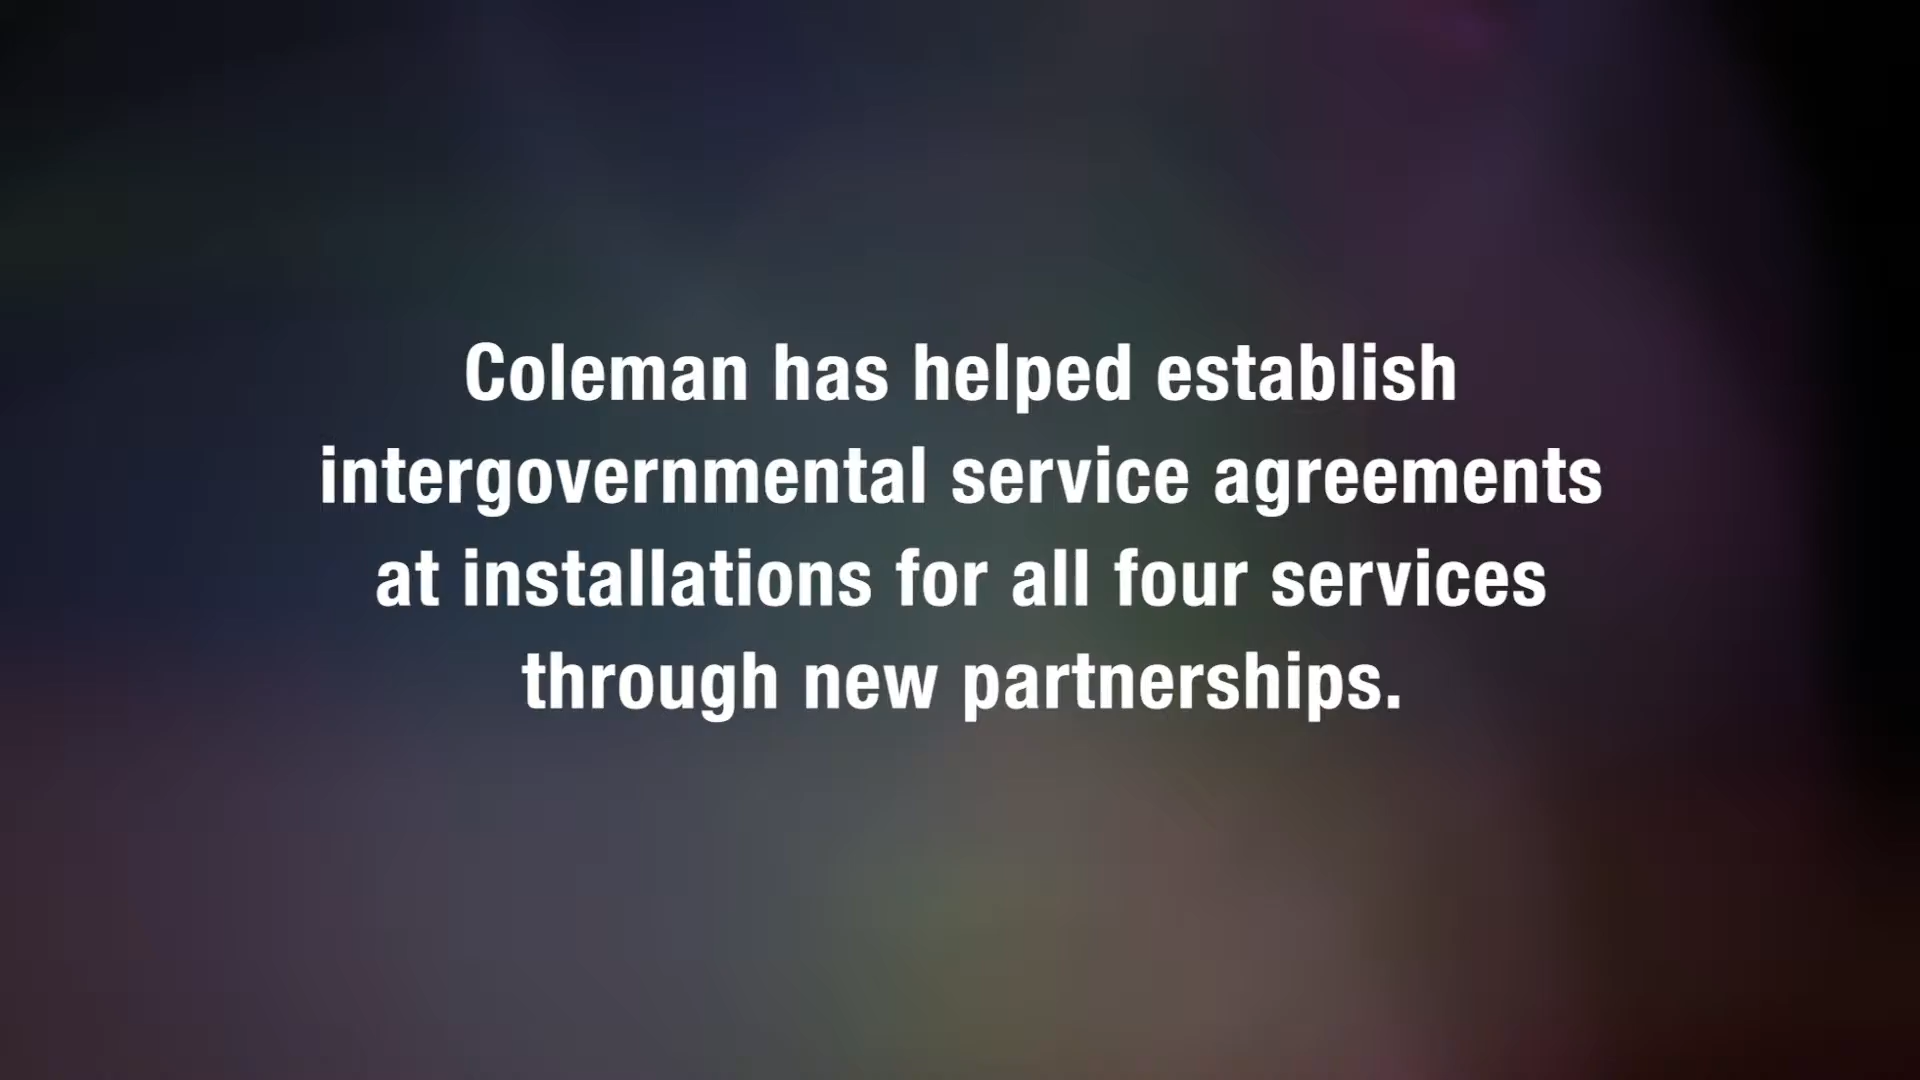 Coleman has helped establish
intergovernmental service agreements
at installations for all four services
through new partnerships.